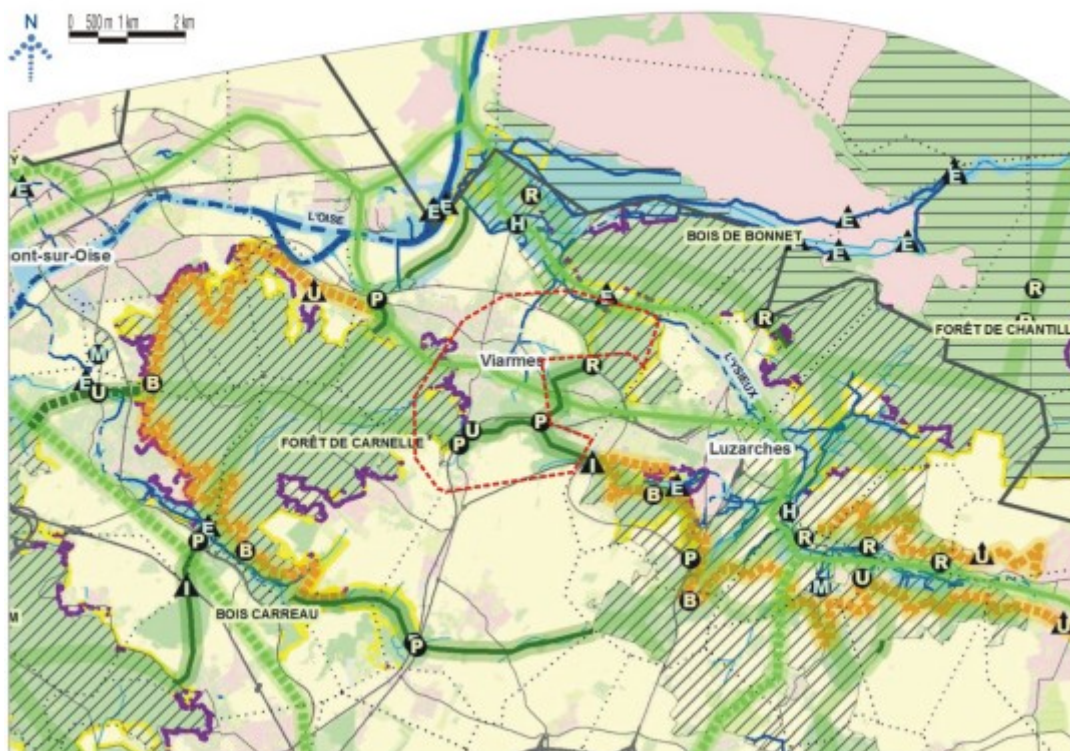 N
0 500 m 1 km 2 km
Y
E
L'OISE
E E
R
H
E
BOIS DE BONNET
E
E
E
ont-sur-Oise
U
P
E
R
R
FORÊT DE CHANTILL
M
E
U
B
Viarmes
R
L'YSIEUX
FORÊT DE CARNELLE
U
P
P
Luzarches
I
B
E
H
E
P
B
R
R
R
U
P
M
U
I
B
U
BOIS CARREAU
M
P